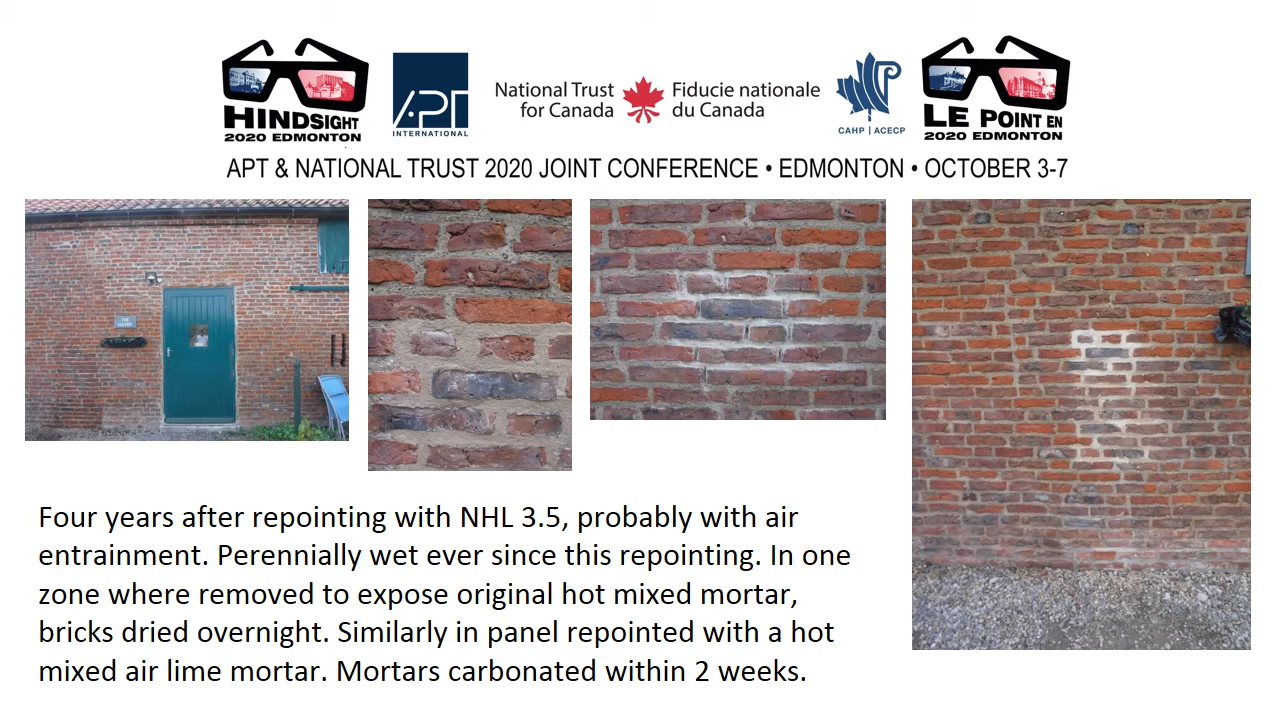 HINDSIGHT
2020 EDMONTON
APT
INTERNATIONAL
National Trust
for Canada
Fiducie nationale
du Canada
CAHP | ACECP
LE POINT EN
2020 EDMONTON
APT & NATIONAL TRUST 2020 JOINT CONFERENCE • EDMONTON • OCTOBER 3-7
Four years after repointing with NHL 3.5, probably with air
entrainment. Perennially wet ever since this repointing. In one
zone where removed to expose original hot mixed mortar,
bricks dried overnight. Similarly in panel repointed with a hot
mixed air lime mortar. Mortars carbonated within 2 weeks.